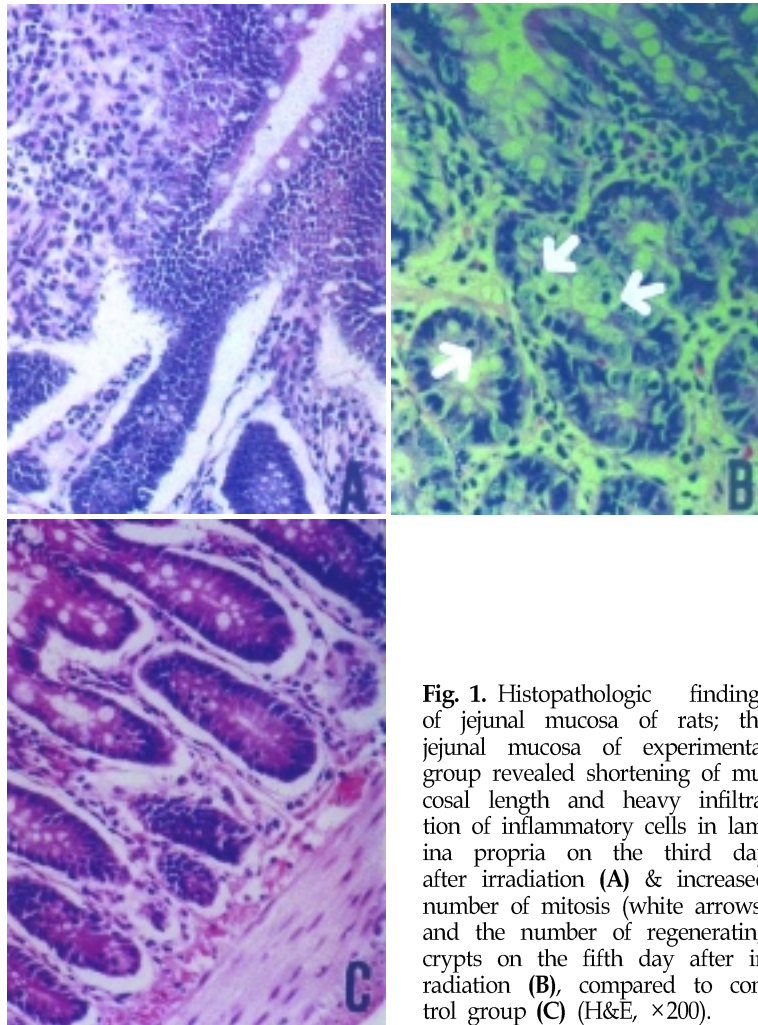 A
B
C
Fig. 1. Histopathologic finding
of jejunal mucosa of rats; th
jejunal mucosa of experimenta
group revealed shortening of mu
cosal length and heavy infiltra
tion of inflammatory cells in lam
ina propria on the third da
after irradiation (A) & increase
number of mitosis (white arrows
and the number of regeneratin
crypts on the fifth day after i
radiation (B), compared to con
trol group (C) (H&E, ×200).